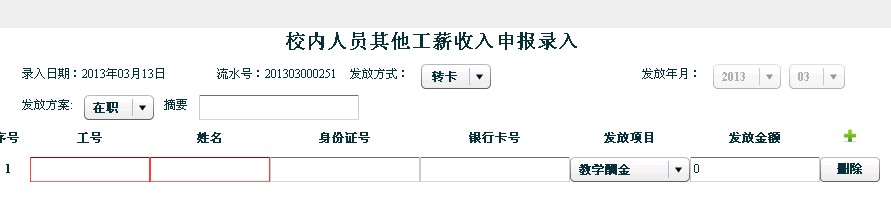 校内人员其他工薪收入申报录入
录入日期：2013年03月13日 流水号：201303000251 发放方式： 转卡 发放年月： 2013 03
发放方案: 在职 摘要
序号 工号 姓名 身份证号 银行卡号 发放项目 发放金额
1 教学酬金 0 删除